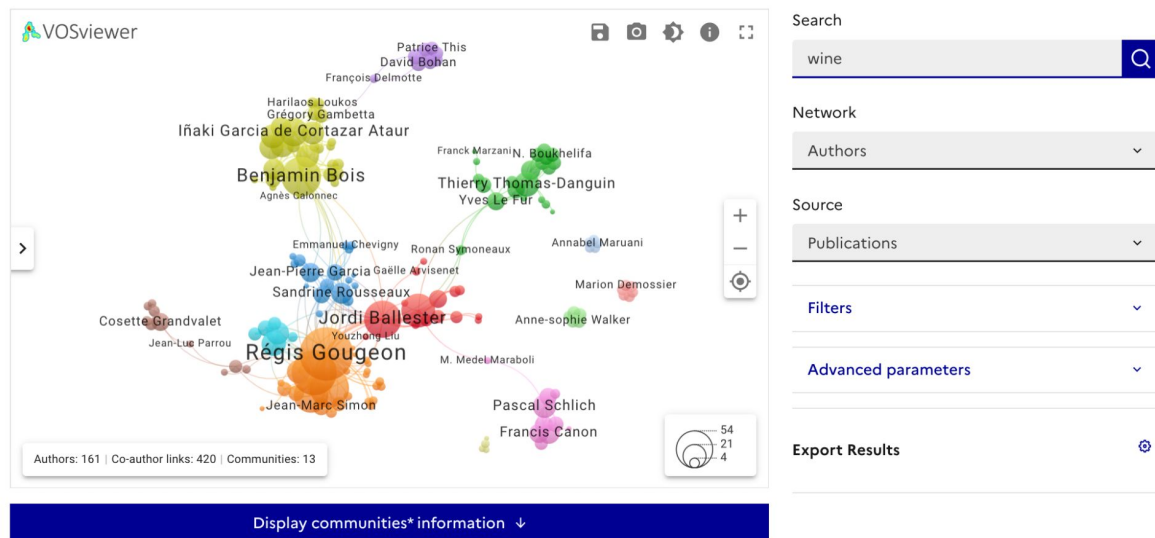 VOSviewer
Patrice This
David Bohan
François Delmotte
Harilaos Loukos
Grégory Gambetta
Iñaki Garcia de Cortazar Ataur
Benjamin Bois
Agnès Calonnec
Franck Marzani
N. Boukhelifa
Thierry Thomas-Danguin
Yves Le Fur
Emmanuel Chevigny
Ronan Symoneaux
Annabel Maruani
Jean-Pierre Garcia
Gaëlle Arvisenet
Sandrine Rousseaux
Marion Demossier
Cosette Grandvalet
Jordi Ballester
Anne-sophie Walker
Youzhong Liu
Jean-Luc Parrou
Régis Gougeon
M. Medel Maraboli
Jean-Marc Simon
Pascal Schlich
Francis Canon
54
21
4
Authors: 161 | Co-author links: 420 | Communities: 13
Display communities* information ↓
Search
wine
Network
Authors
Source
Publications
Filters
Advanced parameters
Export Results